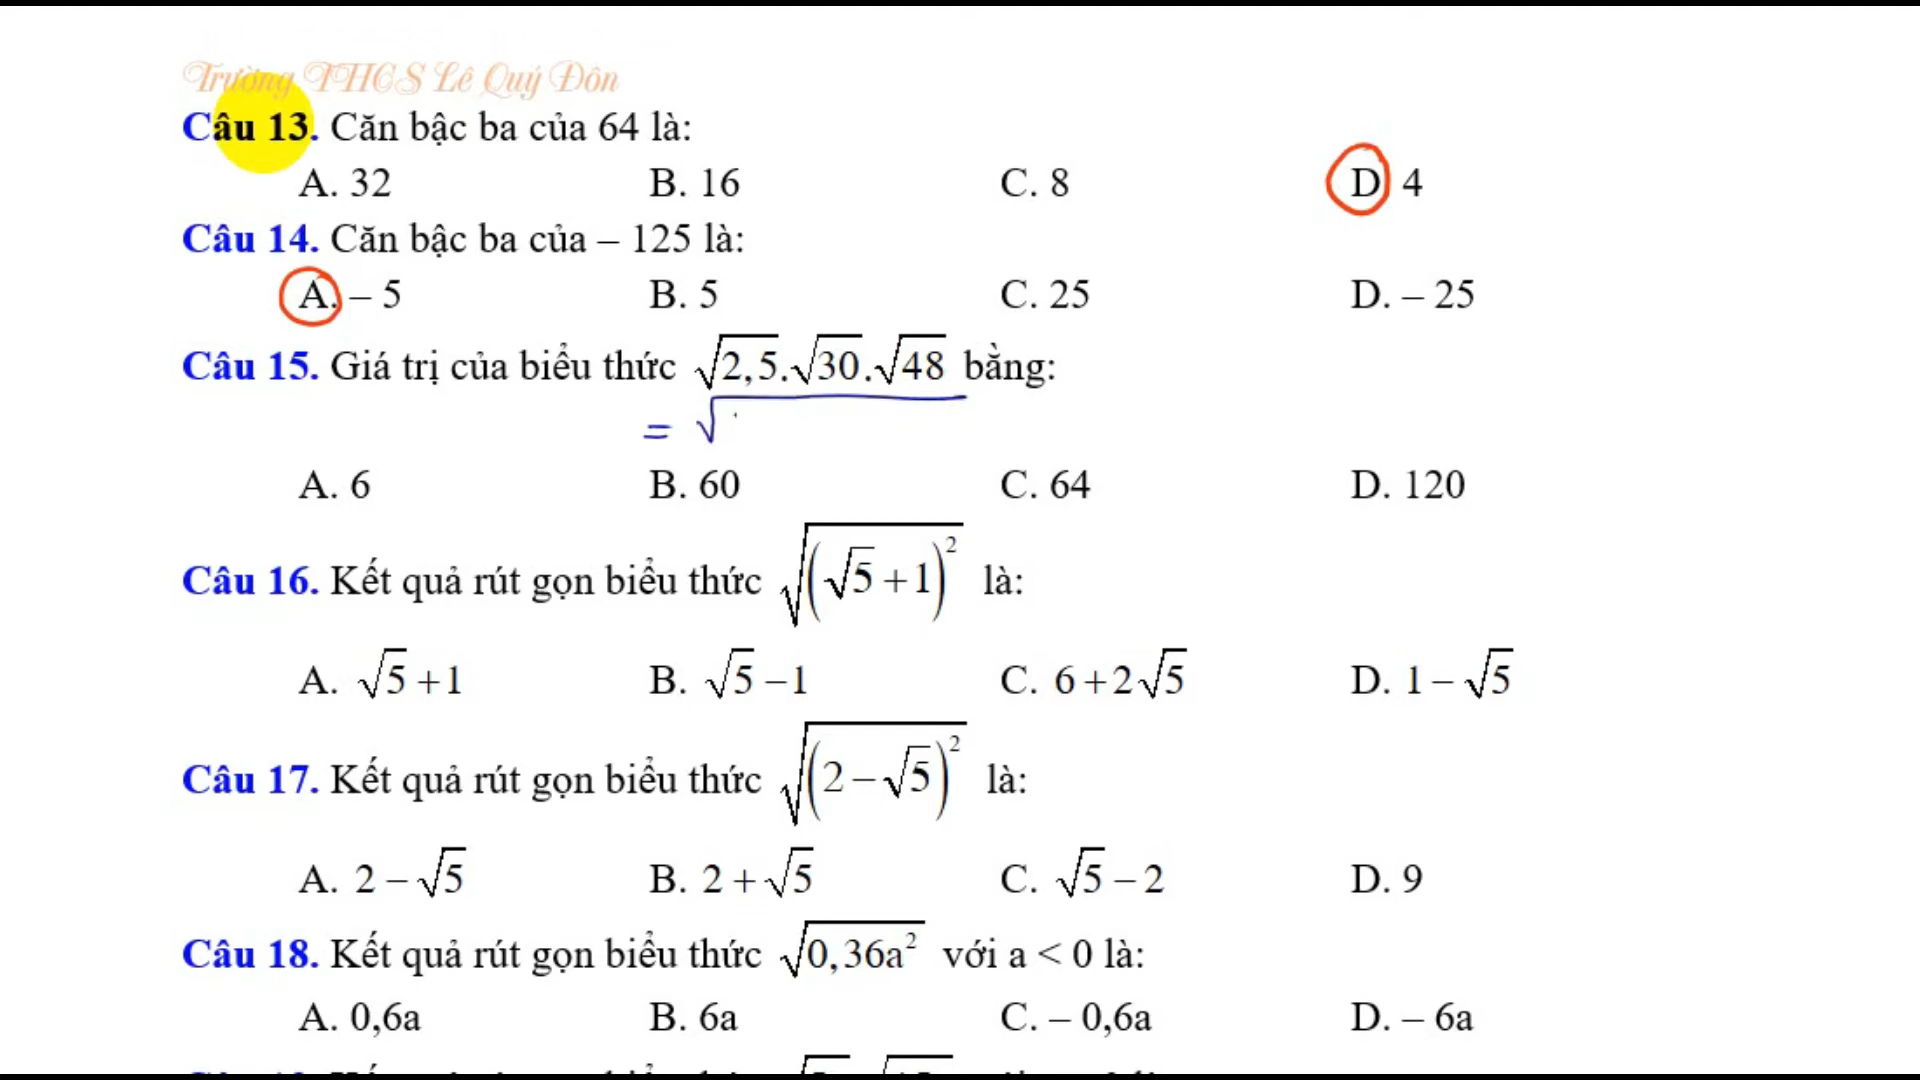 Trường THCS Lê Quý Đôn
Câu 13. Căn bậc ba của 64 là:
A. 32 B. 16 C. 8 D. 4
Câu 14. Căn bậc ba của – 125 là:
A. – 5 B. 5 C. 25 D. – 25
Câu 15. Giá trị của biểu thức √2,5.√30.√48 bằng:
= √
A. 6 B. 60 C. 64 D. 120
Câu 16. Kết quả rút gọn biểu thức √(√5+1)² là:
A. √5+1 B. √5−1 C. 6+2√5 D. 1−√5
Câu 17. Kết quả rút gọn biểu thức √(2−√5)² là:
A. 2−√5 B. 2+√5 C. √5−2 D. 9
Câu 18. Kết quả rút gọn biểu thức √0,36a² với a < 0 là:
A. 0,6a B. 6a C. – 0,6a D. – 6a